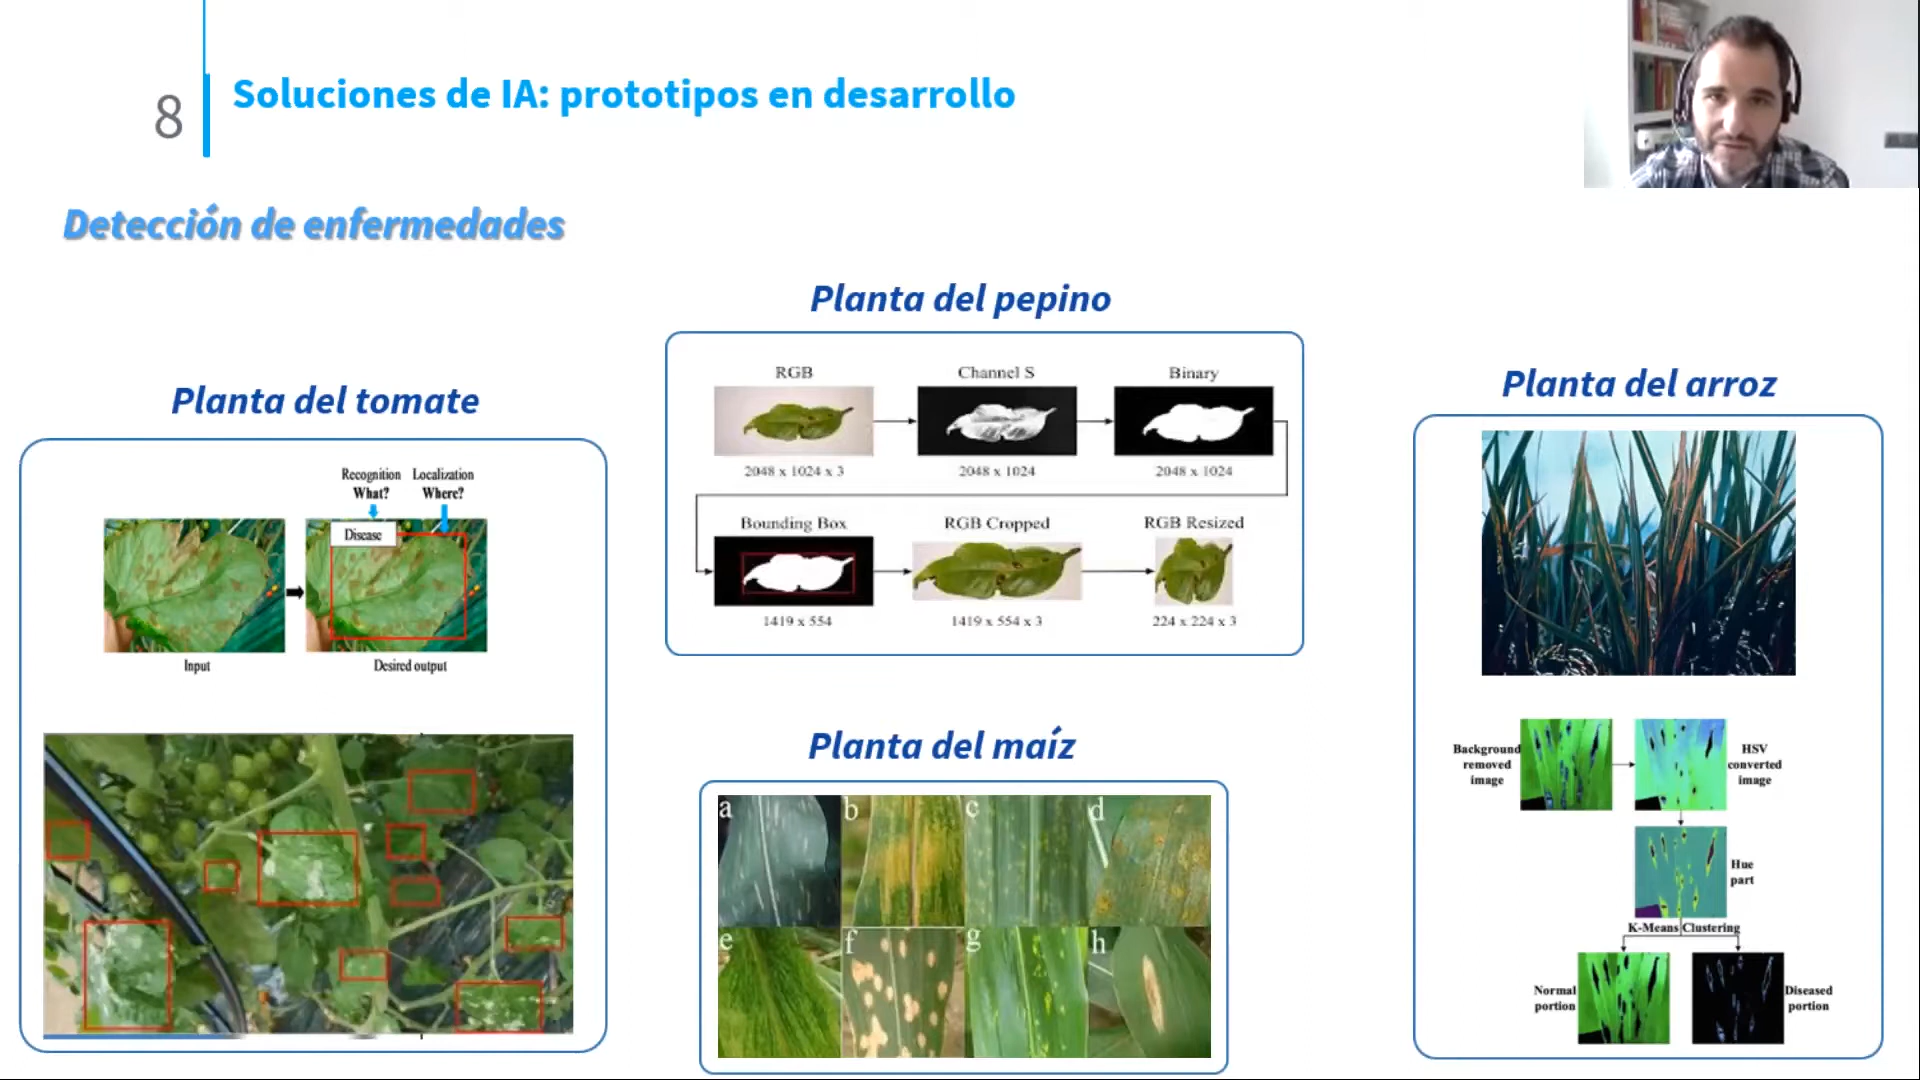 8
Soluciones de IA: prototipos en desarrollo
Detección de enfermedades
Planta del tomate
Recognition
What?
Localization
Where?
Disease
Input
Desired output
Planta del pepino
RGB
Channel S
Binary
2048 x 1024 x 3
2048 x 1024
2048 x 1024
Bounding Box
RGB Cropped
RGB Resized
1419 x 554
1419 x 554 x 3
224 x 224 x 3
Planta del maíz
a
b
c
d
e
f
g
h
Planta del arroz
Background
removed
image
HSV
converted
image
Hue
part
K-Means Clustering
Normal
portion
Diseased
portion